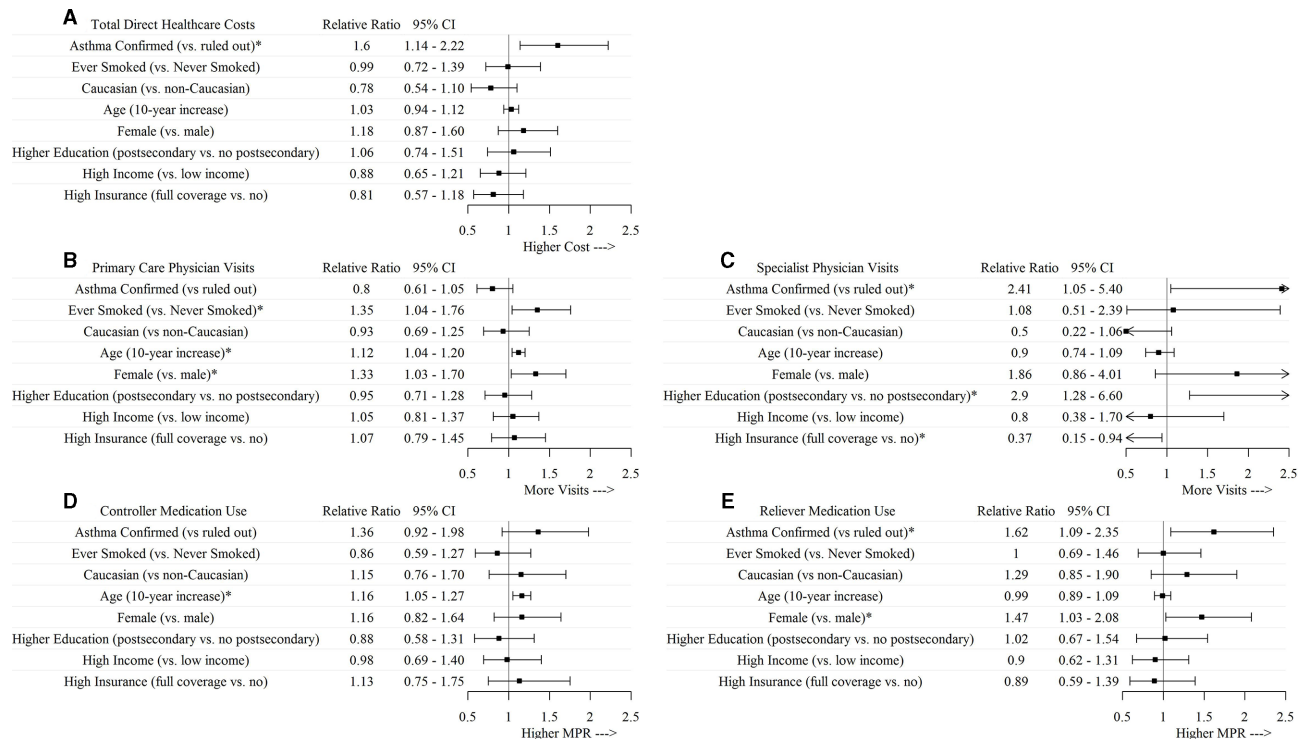 A
Total Direct Healthcare Costs Relative Ratio 95% CI
Asthma Confirmed (vs. ruled out)* 1.6 1.14 - 2.22
Ever Smoked (vs. Never Smoked) 0.99 0.72 - 1.39
Caucasian (vs. non-Caucasian) 0.78 0.54 - 1.10
Age (10-year increase) 1.03 0.94 - 1.12
Female (vs. male) 1.18 0.87 - 1.60
Higher Education (postsecondary vs. no postsecondary) 1.06 0.74 - 1.51
High Income (vs. low income) 0.88 0.65 - 1.21
High Insurance (full coverage vs. no) 0.81 0.57 - 1.18
0.5 1 1.5 2 2.5
Higher Cost --->
B
Primary Care Physician Visits Relative Ratio 95% CI
Asthma Confirmed (vs ruled out) 0.8 0.61 - 1.05
Ever Smoked (vs Never Smoked)* 1.35 1.04 - 1.76
Caucasian (vs non-Caucasian) 0.93 0.69 - 1.25
Age (10-year increase)* 1.12 1.04 - 1.20
Female (vs. male)* 1.33 1.03 - 1.70
Higher Education (postsecondary vs. no postsecondary) 0.95 0.71 - 1.28
High Income (vs. low income) 1.05 0.81 - 1.37
High Insurance (full coverage vs. no) 1.07 0.79 - 1.45
0.5 1 1.5 2 2.5
More Visits --->
C
Specialist Physician Visits Relative Ratio 95% CI
Asthma Confirmed (vs ruled out)* 2.41 1.05 - 5.40
Ever Smoked (vs. Never Smoked) 1.08 0.51 - 2.39
Caucasian (vs non-Caucasian) 0.5 0.22 - 1.06
Age (10-year increase) 0.9 0.74 - 1.09
Female (vs. male) 1.86 0.86 - 4.01
Higher Education (postsecondary vs. no postsecondary)* 2.9 1.28 - 6.60
High Income (vs. low income) 0.8 0.38 - 1.70
High Insurance (full coverage vs. no)* 0.37 0.15 - 0.94
0.5 1 1.5 2 2.5
More Visits --->
D
Controller Medication Use Relative Ratio 95% CI
Asthma Confirmed (vs ruled out) 1.36 0.92 - 1.98
Ever Smoked (vs. Never Smoked) 0.86 0.59 - 1.27
Caucasian (vs non-Caucasian) 1.15 0.76 - 1.70
Age (10-year increase)* 1.16 1.05 - 1.27
Female (vs. male) 1.16 0.82 - 1.64
Higher Education (postsecondary vs. no postsecondary) 0.88 0.58 - 1.31
High Income (vs. low income) 0.98 0.69 - 1.40
High Insurance (full coverage vs. no) 1.13 0.75 - 1.75
0.5 1 1.5 2 2.5
Higher MPR --->
E
Reliever Medication Use Relative Ratio 95% CI
Asthma Confirmed (vs ruled out)* 1.62 1.09 - 2.35
Ever Smoked (vs. Never Smoked) 1 0.69 - 1.46
Caucasian (vs non-Caucasian) 1.29 0.85 - 1.90
Age (10-year increase) 0.99 0.89 - 1.09
Female (vs. male)* 1.47 1.03 - 2.08
Higher Education (postsecondary vs. no postsecondary) 1.02 0.67 - 1.54
High Income (vs. low income) 0.9 0.62 - 1.31
High Insurance (full coverage vs. no) 0.89 0.59 - 1.39
0.5 1 1.5 2 2.5
Higher MPR --->